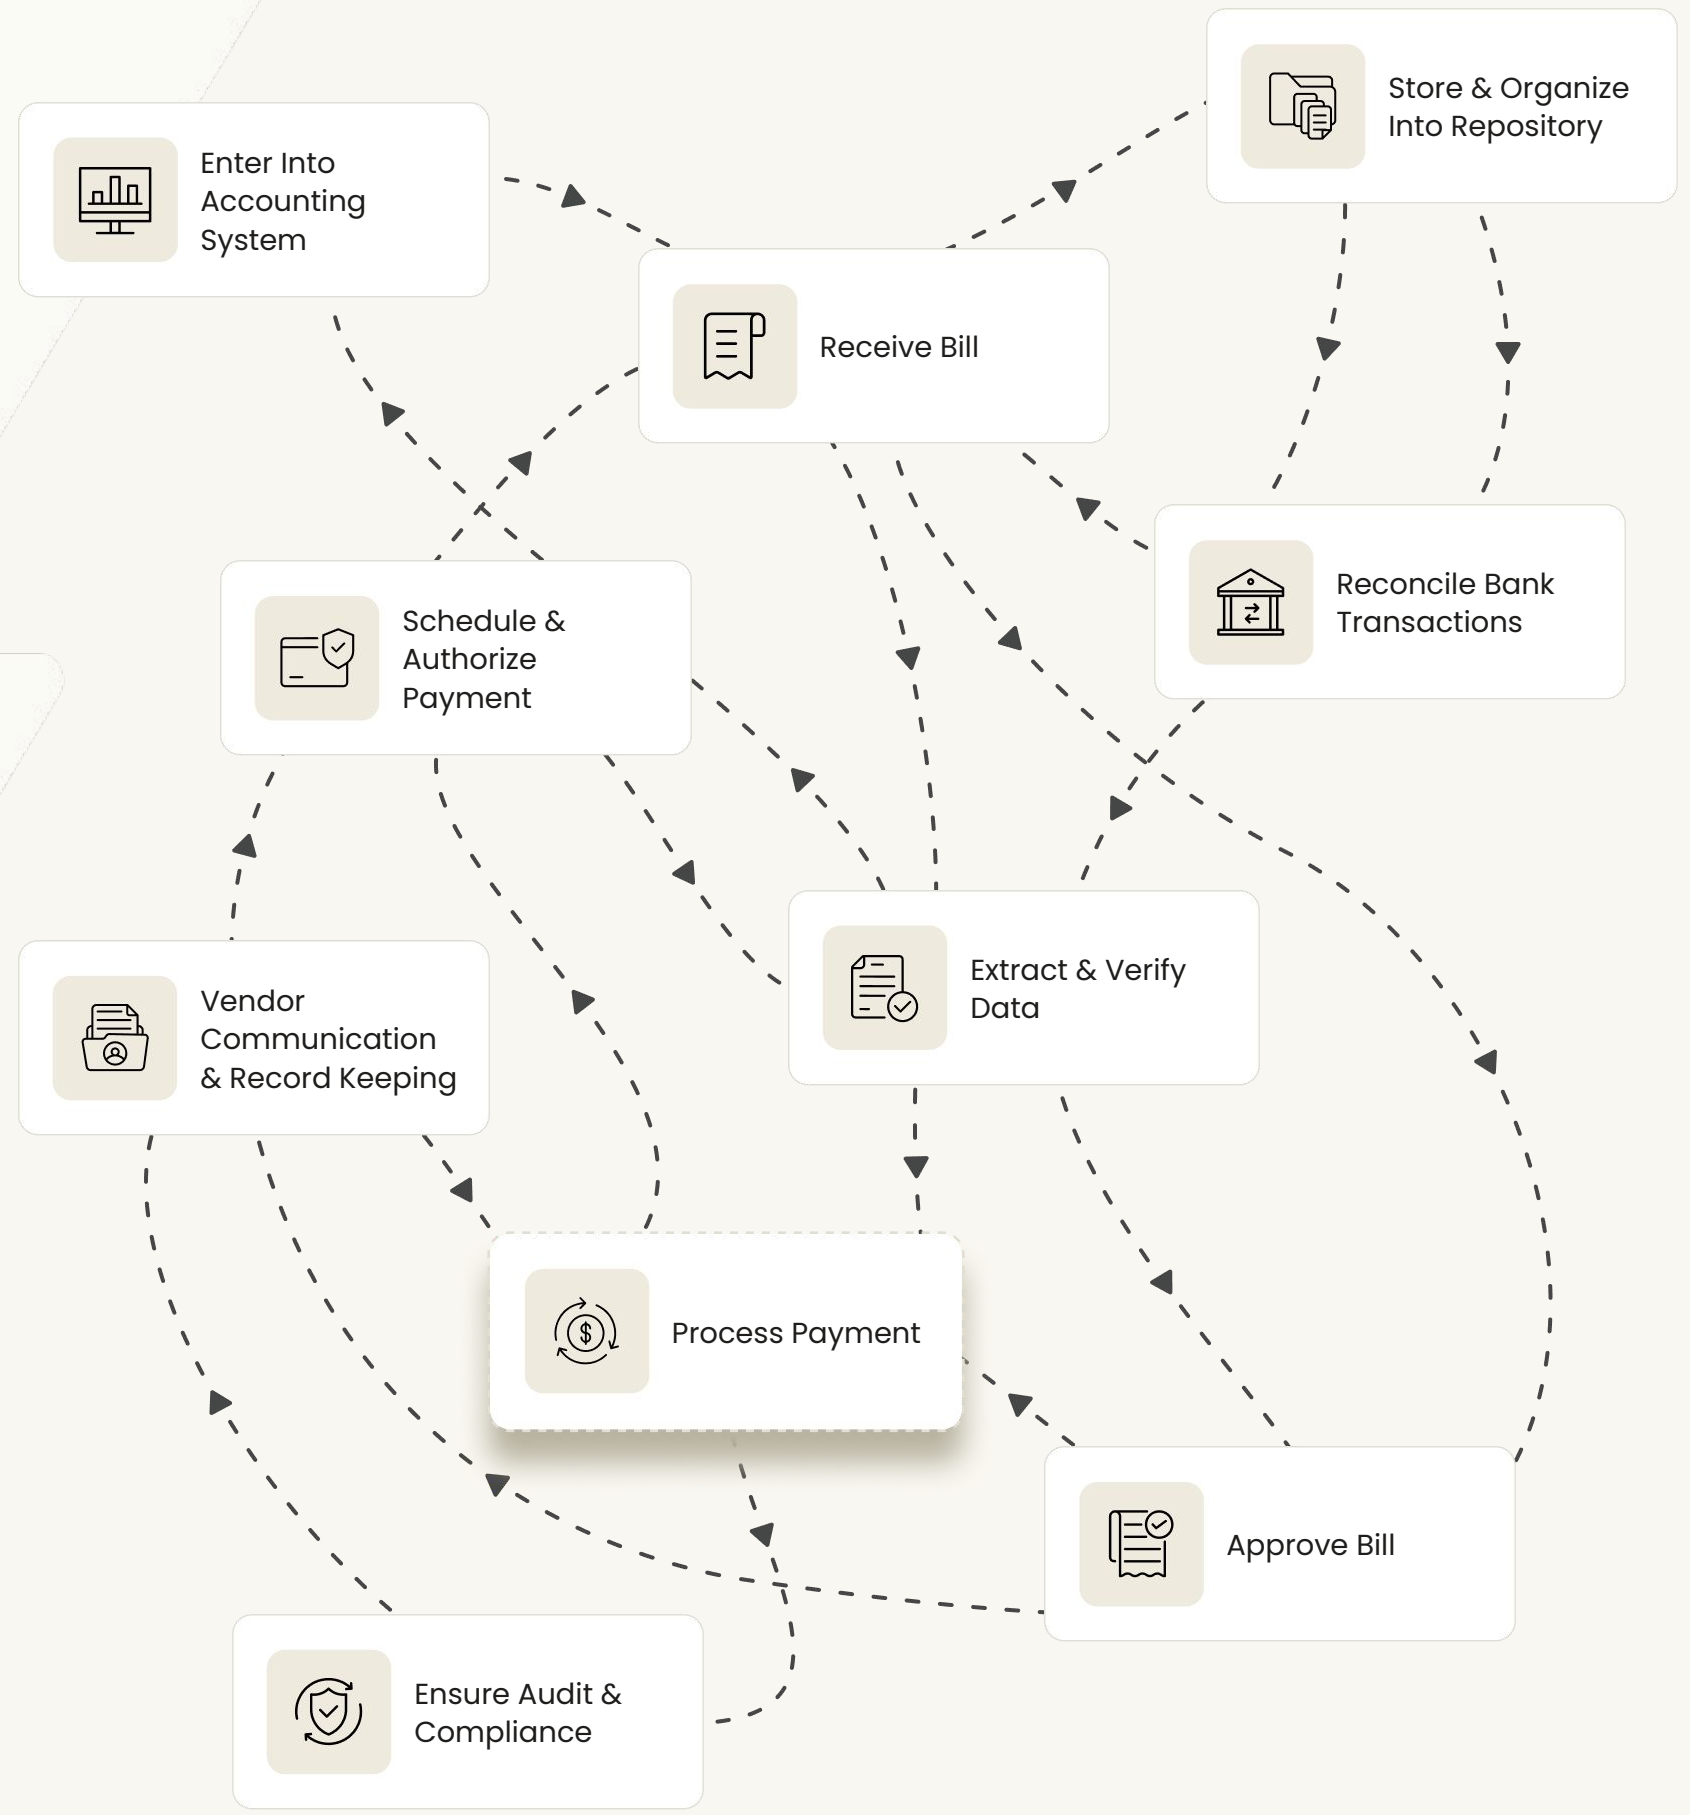 Store & Organize
Into Repository
Enter Into
Accounting
System
Receive Bill
Reconcile Bank
Transactions
Schedule &
Authorize
Payment
Extract & Verify
Data
Vendor
Communication
& Record Keeping
$
Process Payment
Approve Bill
Ensure Audit &
Compliance